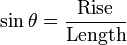 sin θ = Rise / Length